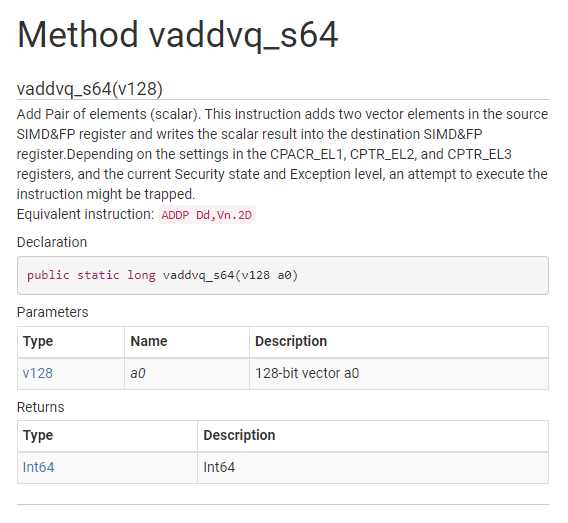 Method vaddvq_s64
vaddvq_s64(v128)
Add Pair of elements (scalar). This instruction adds two vector elements in the source
SIMD&FP register and writes the scalar result into the destination SIMD&FP
register.Depending on the settings in the CPACR_EL1, CPTR_EL2, and CPTR_EL3
registers, and the current Security state and Exception level, an attempt to execute the
instruction might be trapped.
Equivalent instruction: ADDP Dd,Vn.2D
Declaration
public static long vaddvq_s64(v128 a0)
Parameters
Type Name Description
v128 a0 128-bit vector a0
Returns
Type Description
Int64 Int64